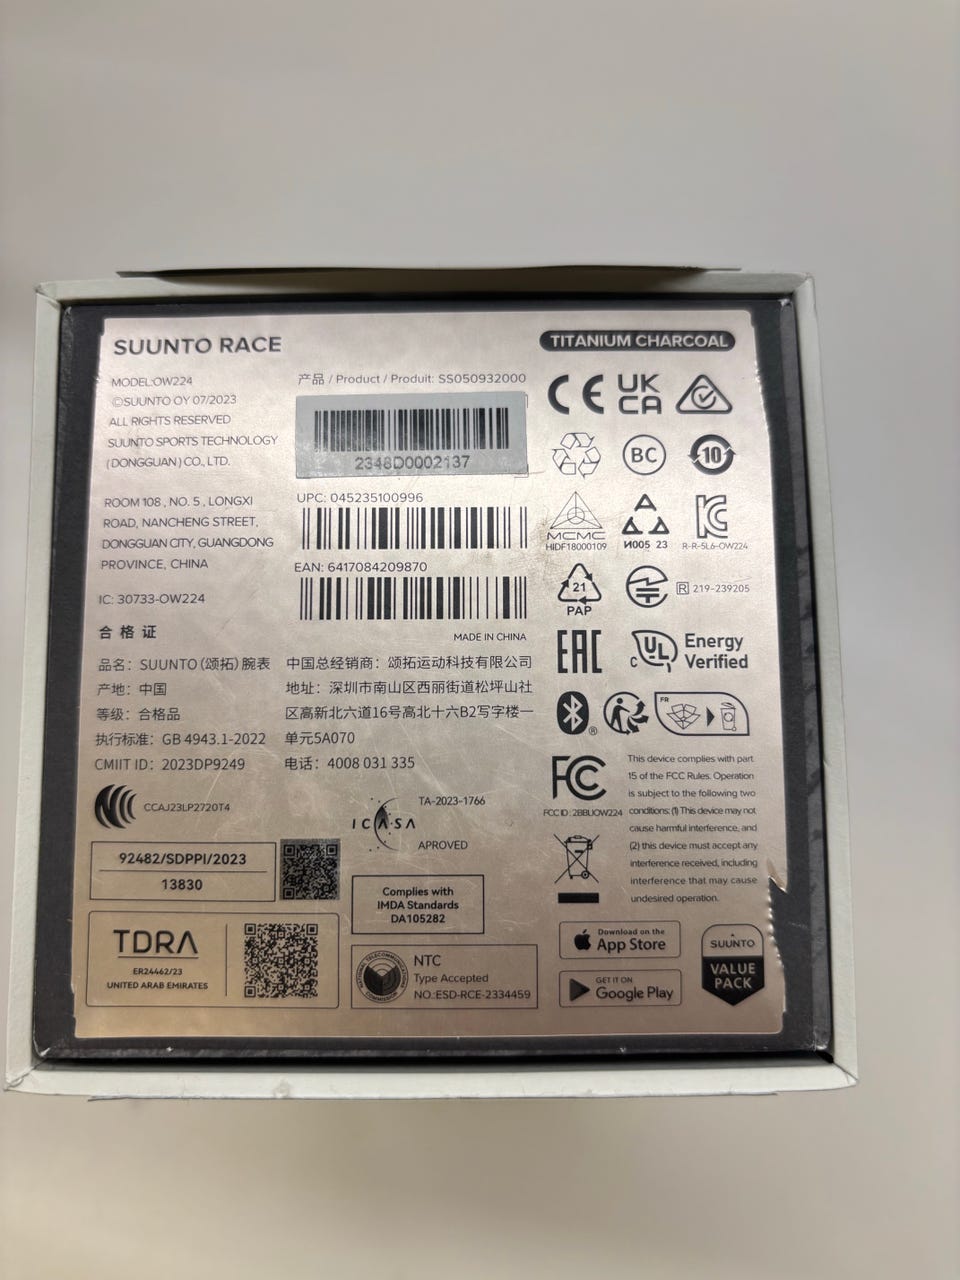 SUUNTO RACE
TITANIUM CHARCOAL
MODEL:OW224
©SUUNTO OY 07/2023
ALL RIGHTS RESERVED
SUUNTO SPORTS TECHNOLOGY
(DONGGUAN) CO., LTD.
ROOM 108 , NO. 5 , LONGXI
ROAD, NANCHENG STREET,
DONGGUAN CITY, GUANGDONG
PROVINCE, CHINA
IC: 30733-OW224
产品 / Product / Produit: SS050932000
2348D0002137
UPC: 045235100996
EAN: 6417084209870
MADE IN CHINA
合格证
品名：SUUNTO（颂拓）腕表
产地：中国
等级：合格品
执行标准：GB 4943.1-2022
CMIIT ID：2023DP9249
中国总经销商：颂拓运动科技有限公司
地址：深圳市南山区西丽街道松坪山社
区高新北六道16号高北十六B2写字楼一
单元5A070
电话：4008 031 335
CCAJ23LP2720T4
TA-2023-1766
ICASA
APPROVED
92482/SDPPI/2023
13830
Complies with
IMDA Standards
DA105282
TDRA
ER24462/23
UNITED ARAB EMIRATES
NATIONAL TELECOMMUNICATIONS COMMISSION
NTC
Type Accepted
NO.:ESD-RCE-2334459
CE
UK
CA
BC
10
MCMC
HIDF18000109
И005 23
R-R-5L6-OW224
21
PAP
R 219-239205
EAC
C UL
Energy
Verified
®
FR
FC
FCC ID : 2BBUOW224
This device complies with part
15 of the FCC Rules. Operation
is subject to the following two
conditions: (1) This device may not
cause harmful interference, and
(2) this device must accept any
interference received, including
interference that may cause
undesired operation.
Download on the
App Store
GET IT ON
Google Play
SUUNTO
VALUE
PACK